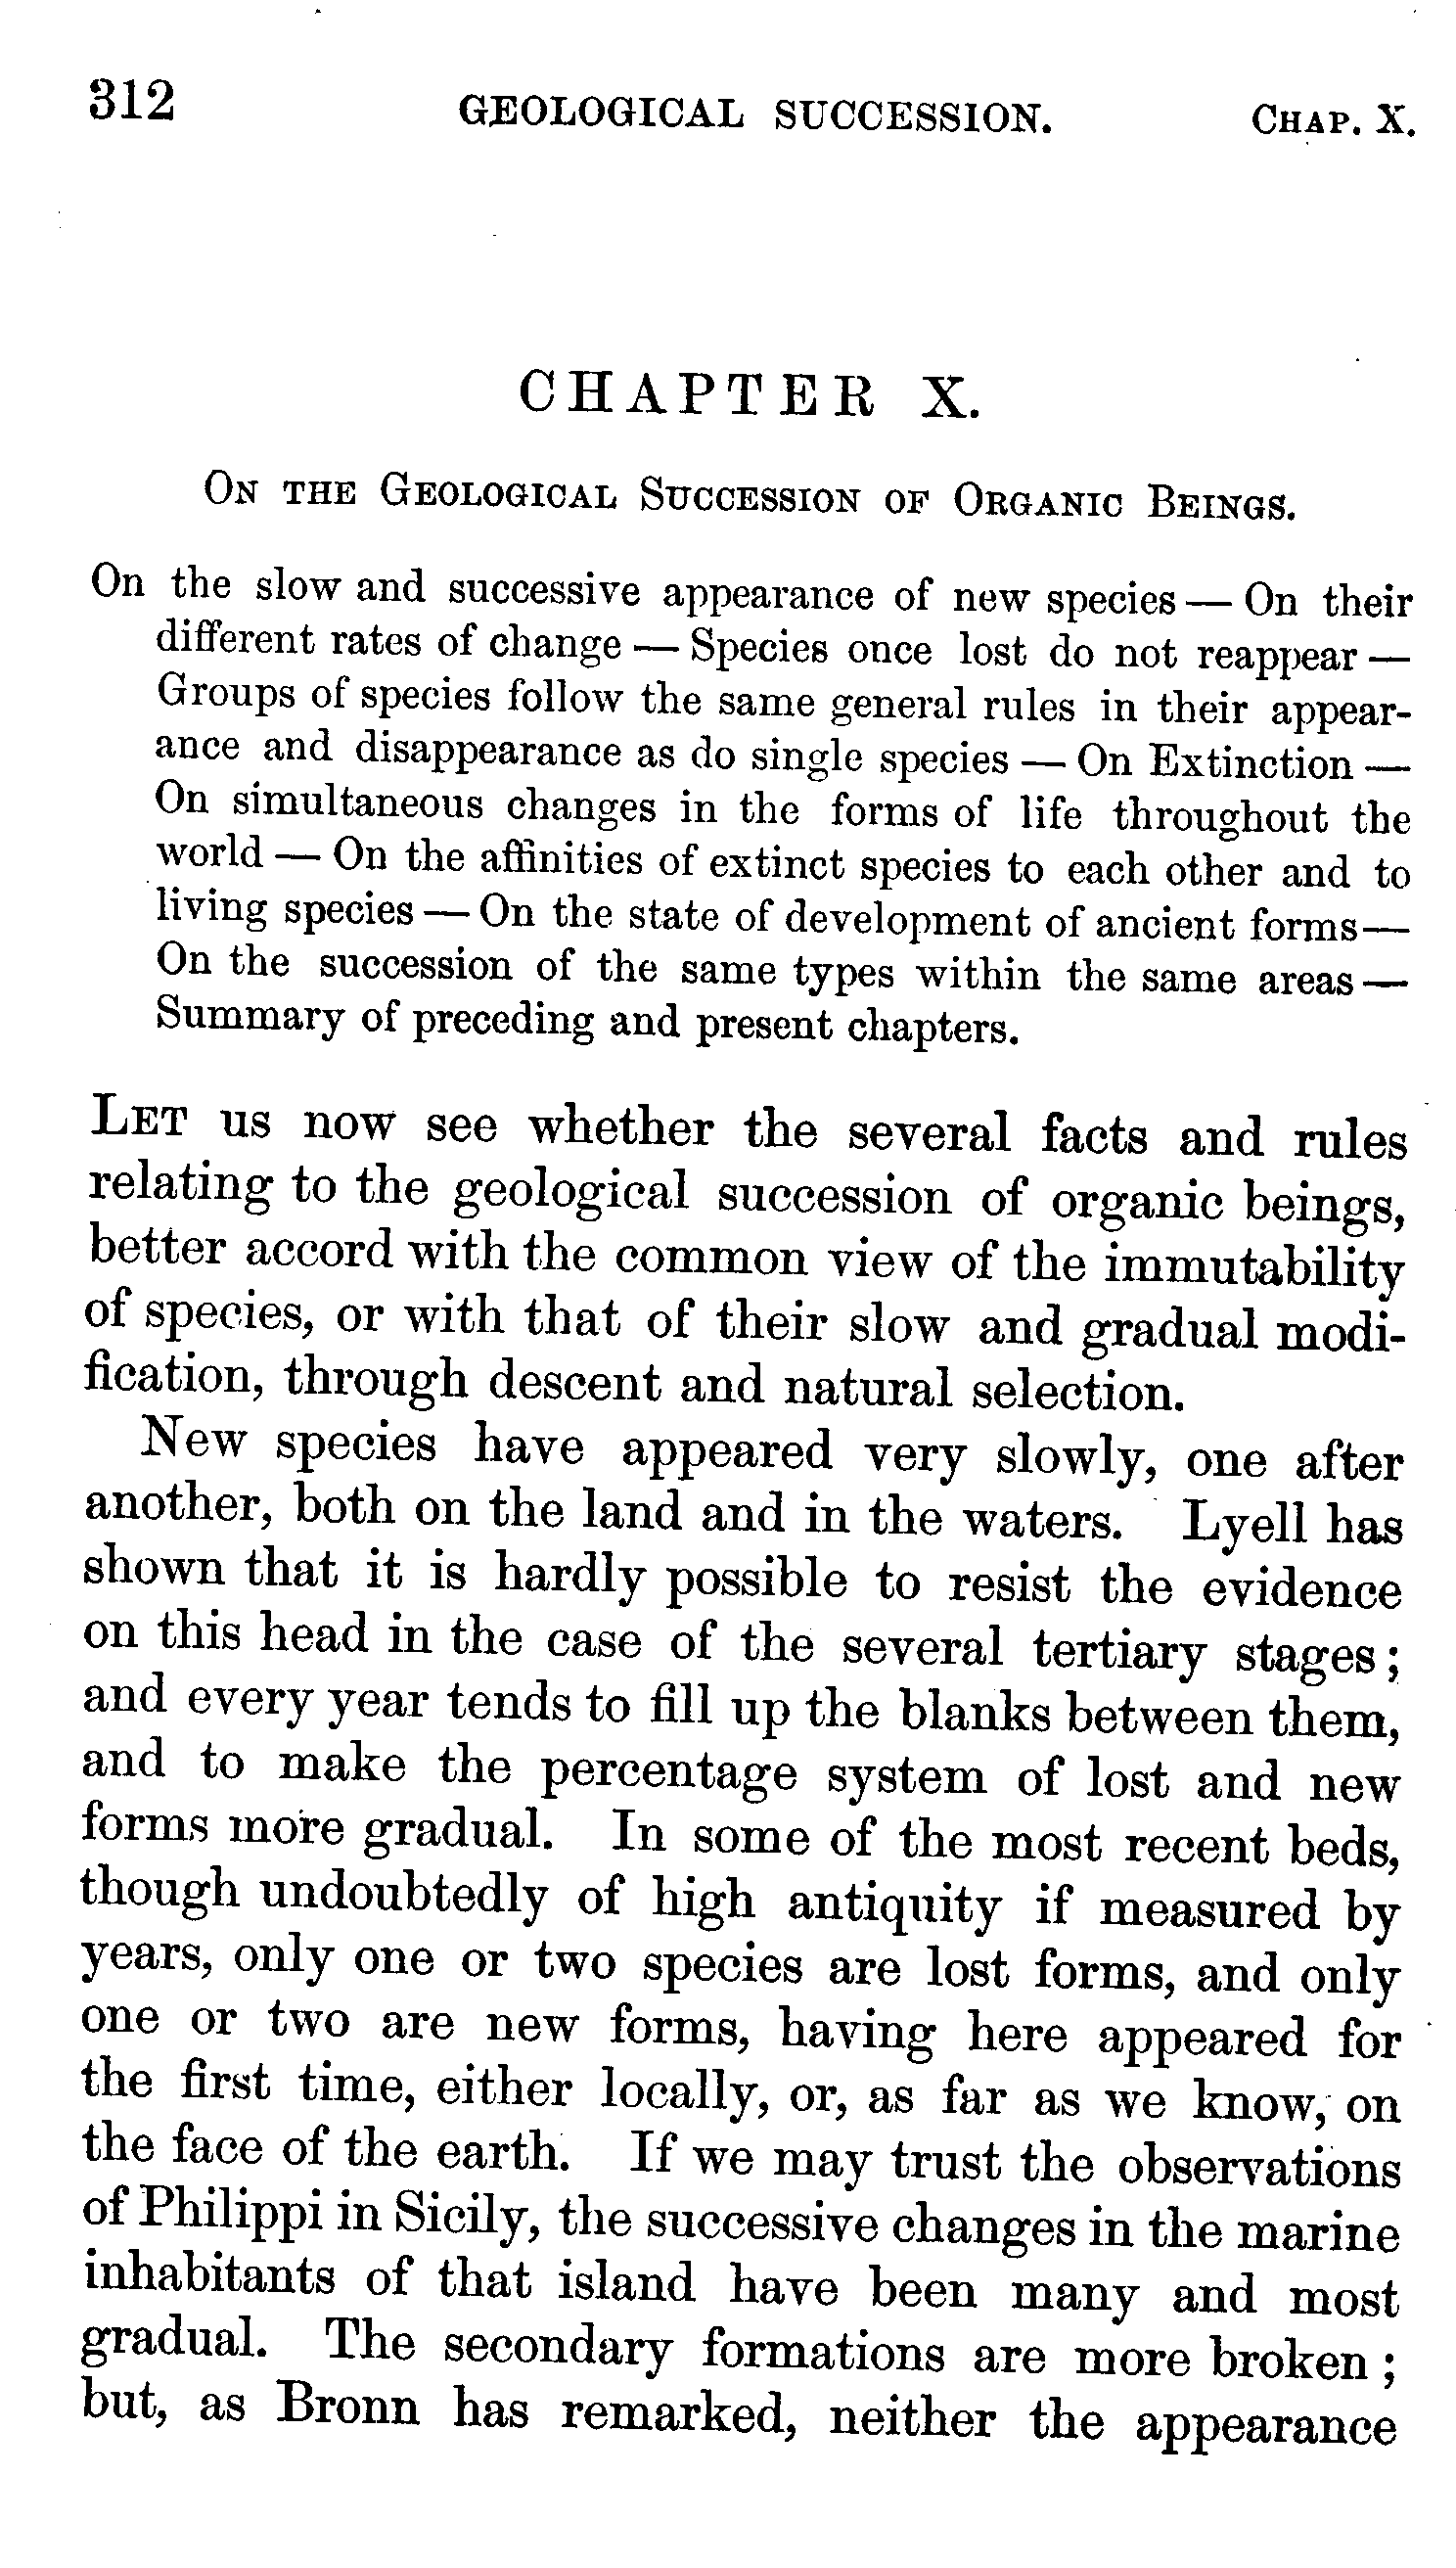 312 GEOLOGICAL SUCCESSION. CHAP. X.
CHAPTER X.
ON THE GEOLOGICAL SUCCESSION OF ORGANIC BEINGS.
On the slow and successive appearance of new species — On their
different rates of change — Species once lost do not reappear —
Groups of species follow the same general rules in their appear-
ance and disappearance as do single species — On Extinction —
On simultaneous changes in the forms of life throughout the
world — On the affinities of extinct species to each other and to
living species — On the state of development of ancient forms —
On the succession of the same types within the same areas —
Summary of preceding and present chapters.
LET us now see whether the several facts and rules
relating to the geological succession of organic beings,
better accord with the common view of the immutability
of species, or with that of their slow and gradual modi-
fication, through descent and natural selection.
New species have appeared very slowly, one after
another, both on the land and in the waters. Lyell has
shown that it is hardly possible to resist the evidence
on this head in the case of the several tertiary stages;
and every year tends to fill up the blanks between them,
and to make the percentage system of lost and new
forms more gradual. In some of the most recent beds,
though undoubtedly of high antiquity if measured by
years, only one or two species are lost forms, and only
one or two are new forms, having here appeared for
the first time, either locally, or, as far as we know, on
the face of the earth. If we may trust the observations
of Philippi in Sicily, the successive changes in the marine
inhabitants of that island have been many and most
gradual. The secondary formations are more broken;
but, as Bronn has remarked, neither the appearance